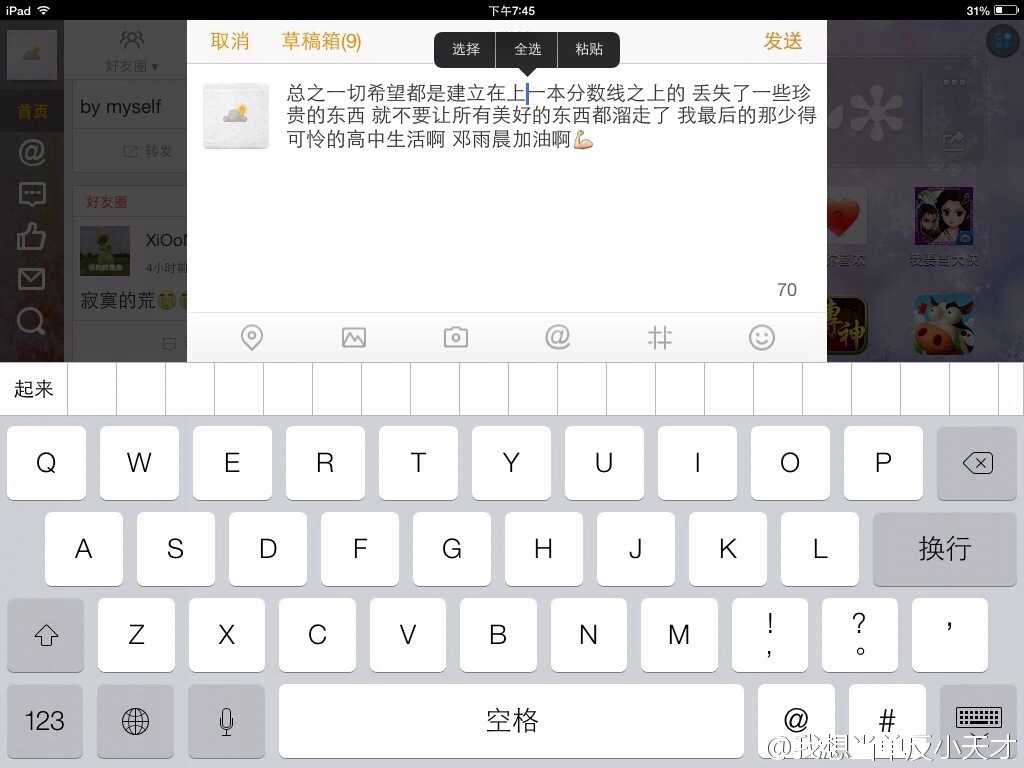 iPad
下午7:45
31%
好友圈
首页
by myself
转发
好友圈
4小时前
寂寞的荒
取消
草稿箱(9)
发送
选择
全选
粘贴
总之一切希望都是建立在上一本分数线之上的 丢失了一些珍
贵的东西 就不要让所有美好的东西都溜走了 我最后的那少得
可怜的高中生活啊 邓雨晨加油啊💪
70
我要当大侠
起来
Q W E R T Y U I O P
A S D F G H J K L 换行
Z X C V B N M ! , ? 。 ’
123 空格 @ #
@我想当单反小天才